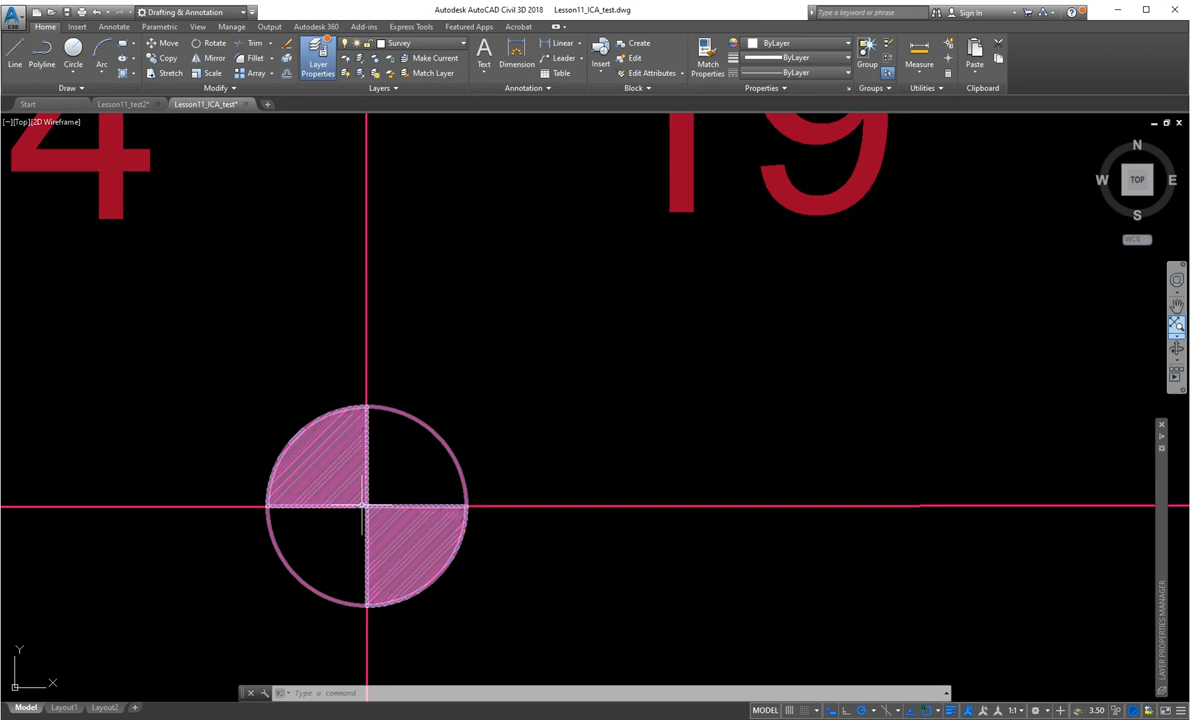 Autodesk AutoCAD Civil 3D 2018 Lesson11_ICA_test.dwg
Drafting & Annotation
Type a keyword or phrase
Sign In
C3D
Home Insert Annotate Parametric View Manage Output Autodesk 360 Add-ins Express Tools Featured Apps Acrobat
Line Polyline Circle Arc
Move Rotate Trim
Copy Mirror Fillet
Stretch Scale Array
Layer Properties
Survey
Make Current
Match Layer
Text Dimension
Linear
Leader
Table
Insert
Create
Edit
Edit Attributes
Match Properties
ByLayer
ByLayer
ByLayer
Group
Measure
Paste
Draw Modify Layers Annotation Block Properties Groups Utilities Clipboard
Start Lesson11_test2* Lesson11_ICA_test*
[−][Top][2D Wireframe]
4 19
N
W TOP E
S
WCS
LAYER PROPERTIES MANAGER
Y
X
Type a command
Model Layout1 Layout2
MODEL 1:1 3.50